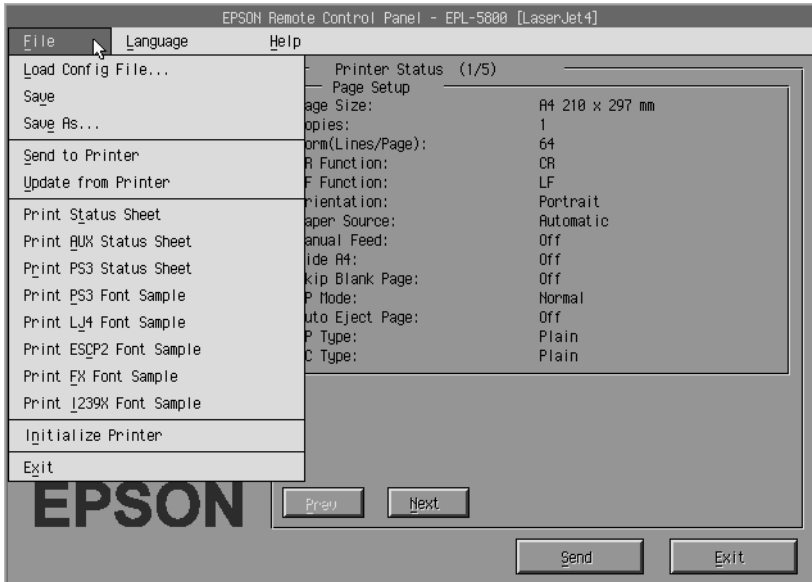 EPSON Remote Control Panel - EPL-5800 [LaserJet4]
File Language Help
Load Config File...
Save
Save As...
Send to Printer
Update from Printer
Print Status Sheet
Print AUX Status Sheet
Print PS3 Status Sheet
Print PS3 Font Sample
Print LJ4 Font Sample
Print ESCP2 Font Sample
Print FX Font Sample
Print I239X Font Sample
Initialize Printer
Exit
Printer Status (1/5)
Page Setup
age Size: A4 210 x 297 mm
opies: 1
orm(Lines/Page): 64
R Function: CR
F Function: LF
rientation: Portrait
aper Source: Automatic
anual Feed: Off
ide A4: Off
kip Blank Page: Off
P Mode: Normal
uto Eject Page: Off
P Type: Plain
C Type: Plain
EPSON
Prev Next
Send Exit